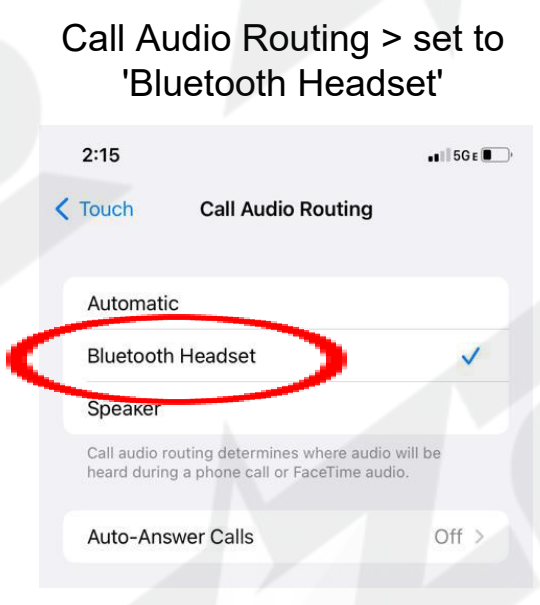 Call Audio Routing > set to
'Bluetooth Headset'
2:15 5G E
Touch Call Audio Routing
Automatic
Bluetooth Headset
Speaker
Call audio routing determines where audio will be
heard during a phone call or FaceTime audio.
Auto-Answer Calls Off